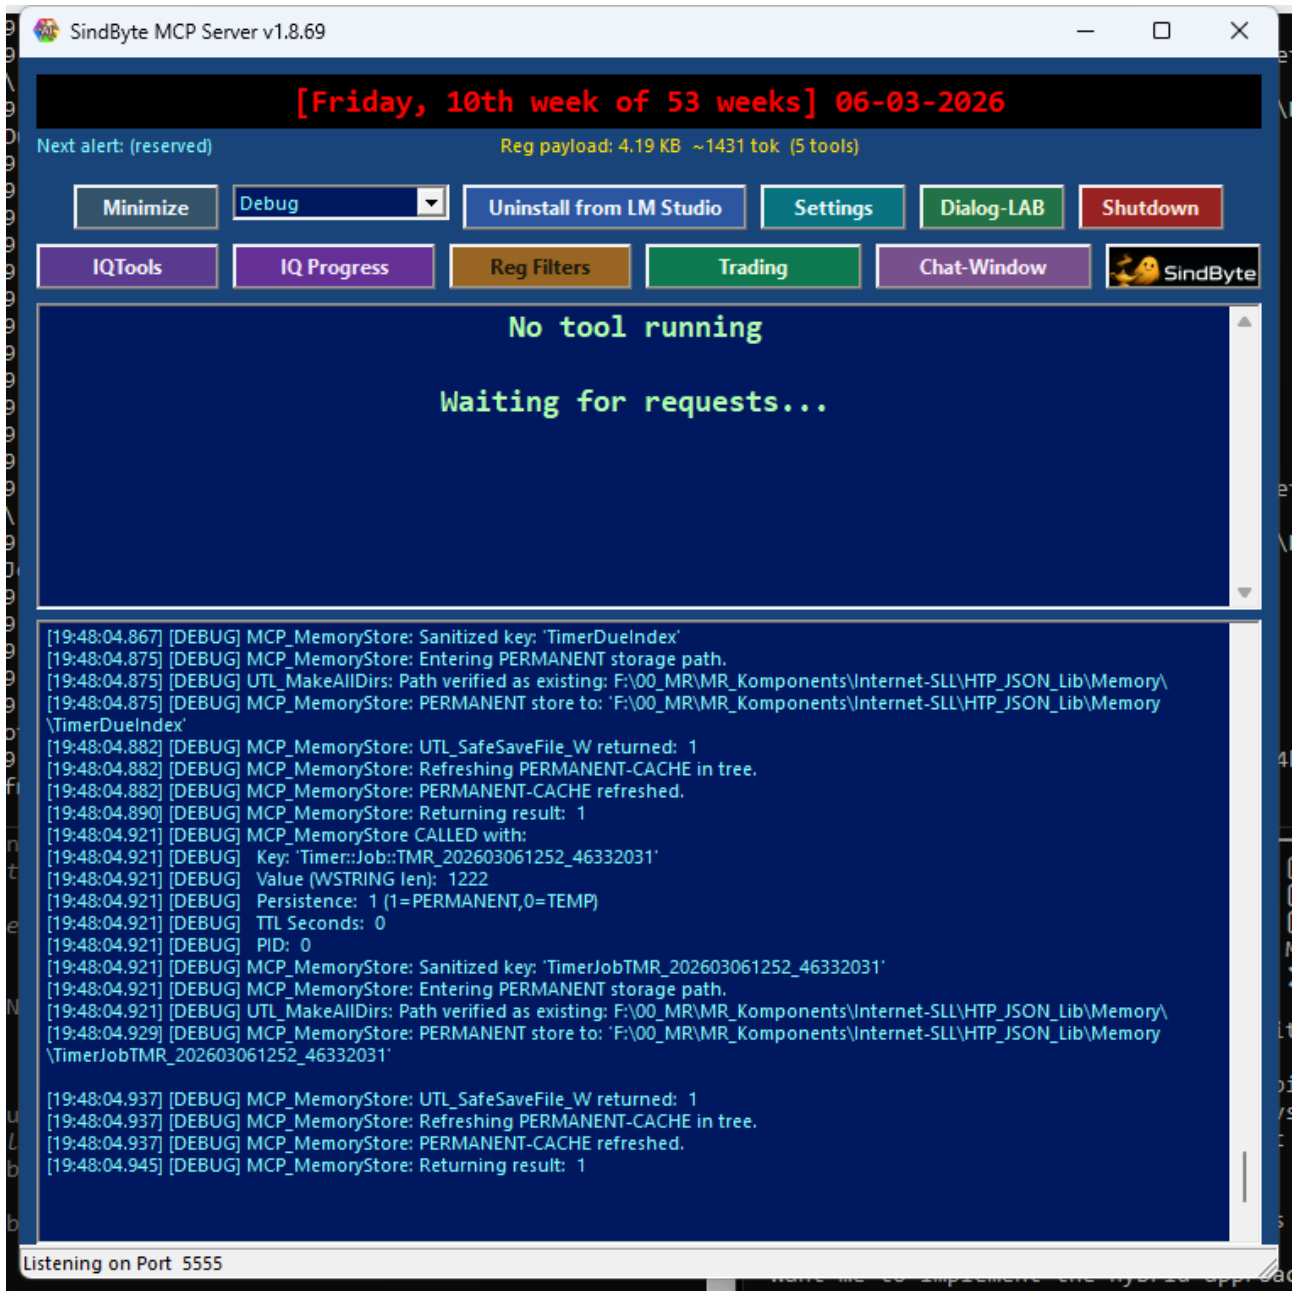 SindByte MCP Server v1.8.69
[Friday, 10th week of 53 weeks] 06-03-2026
Next alert: (reserved)
Reg payload: 4.19 KB ~1431 tok (5 tools)
Minimize
Debug
Uninstall from LM Studio
Settings
Dialog-LAB
Shutdown
IQTools
IQ Progress
Reg Filters
Trading
Chat-Window
SindByte
No tool running
Waiting for requests...
[19:48:04.867] [DEBUG] MCP_MemoryStore: Sanitized key: 'TimerDueIndex'
[19:48:04.875] [DEBUG] MCP_MemoryStore: Entering PERMANENT storage path.
[19:48:04.875] [DEBUG] UTL_MakeAllDirs: Path verified as existing: F:\00_MR\MR_Komponents\Internet-SLL\HTP_JSON_Lib\Memory\
[19:48:04.875] [DEBUG] MCP_MemoryStore: PERMANENT store to: 'F:\00_MR\MR_Komponents\Internet-SLL\HTP_JSON_Lib\Memory
\TimerDueIndex'
[19:48:04.882] [DEBUG] MCP_MemoryStore: UTL_SafeSaveFile_W returned:  1
[19:48:04.882] [DEBUG] MCP_MemoryStore: Refreshing PERMANENT-CACHE in tree.
[19:48:04.882] [DEBUG] MCP_MemoryStore: PERMANENT-CACHE refreshed.
[19:48:04.890] [DEBUG] MCP_MemoryStore: Returning result:  1
[19:48:04.921] [DEBUG] MCP_MemoryStore CALLED with:
[19:48:04.921] [DEBUG]   Key: 'Timer::Job::TMR_202603061252_46332031'
[19:48:04.921] [DEBUG]   Value (WSTRING len):  1222
[19:48:04.921] [DEBUG]   Persistence:  1 (1=PERMANENT,0=TEMP)
[19:48:04.921] [DEBUG]   TTL Seconds:  0
[19:48:04.921] [DEBUG]   PID:  0
[19:48:04.921] [DEBUG] MCP_MemoryStore: Sanitized key: 'TimerJobTMR_202603061252_46332031'
[19:48:04.921] [DEBUG] MCP_MemoryStore: Entering PERMANENT storage path.
[19:48:04.921] [DEBUG] UTL_MakeAllDirs: Path verified as existing: F:\00_MR\MR_Komponents\Internet-SLL\HTP_JSON_Lib\Memory\
[19:48:04.929] [DEBUG] MCP_MemoryStore: PERMANENT store to: 'F:\00_MR\MR_Komponents\Internet-SLL\HTP_JSON_Lib\Memory
\TimerJobTMR_202603061252_46332031'
[19:48:04.937] [DEBUG] MCP_MemoryStore: UTL_SafeSaveFile_W returned:  1
[19:48:04.937] [DEBUG] MCP_MemoryStore: Refreshing PERMANENT-CACHE in tree.
[19:48:04.937] [DEBUG] MCP_MemoryStore: PERMANENT-CACHE refreshed.
[19:48:04.945] [DEBUG] MCP_MemoryStore: Returning result:  1
Listening on Port  5555